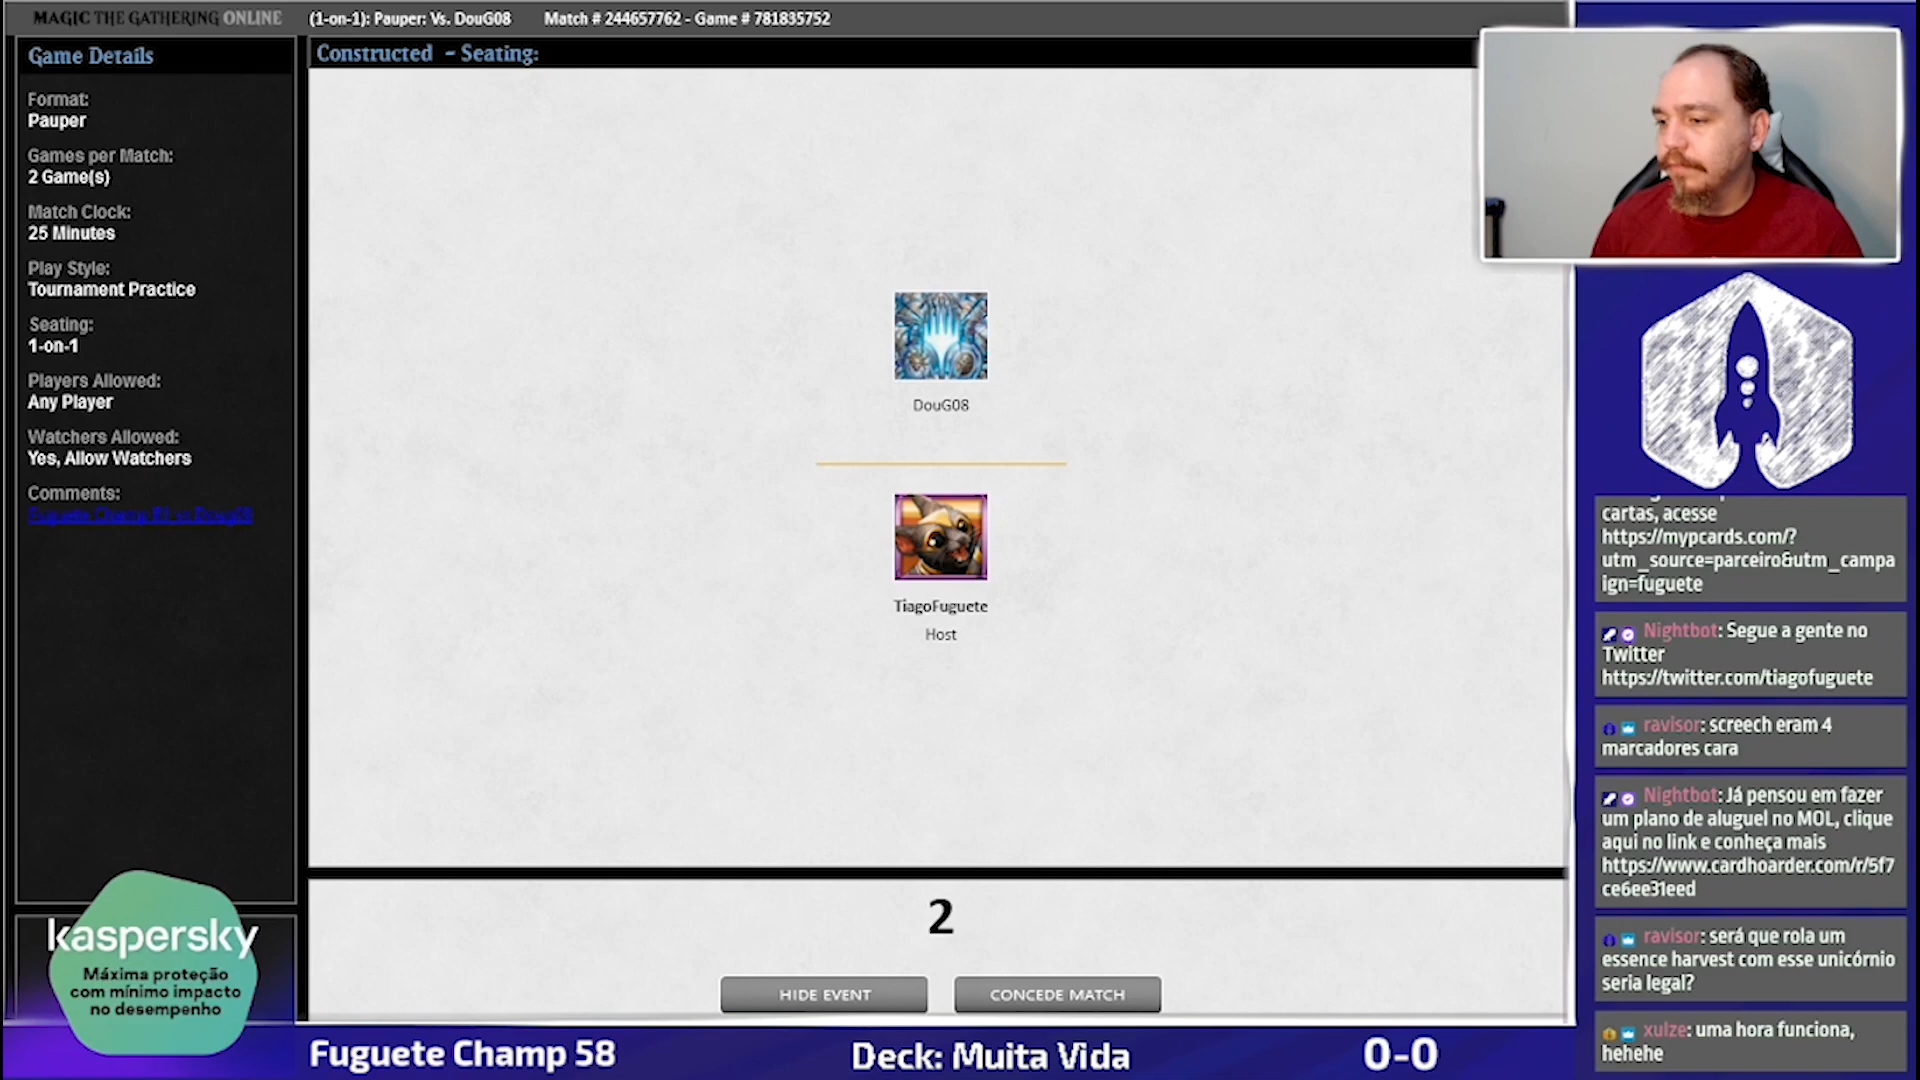 MAGIC THE GATHERING ONLINE
(1-on-1): Pauper: Vs. DouG08
Match # 244657762 - Game # 781835752
Game Details
Format:
Pauper
Games per Match:
2 Game(s)
Match Clock:
25 Minutes
Play Style:
Tournament Practice
Seating:
1-on-1
Players Allowed:
Any Player
Watchers Allowed:
Yes, Allow Watchers
Comments:
Fuguete Champ
kaspersky
Máxima proteção
com mínimo impacto
no desempenho
Constructed - Seating:
DouG08
TiagoFuguete
Host
2
HIDE EVENT
CONCEDE MATCH
cartas, acesse
https://mypcards.com/?
utm_source=parceiro&utm_campa
ign=fuguete
Nightbot: Segue a gente no
Twitter
https://twitter.com/tiagofuguete
ravisor: screech eram 4
marcadores cara
Nightbot: Já pensou em fazer
um plano de aluguel no MOL, clique
aqui no link e conheça mais
https://www.cardhoarder.com/r/5f7
ce6ee31eed
ravisor: será que rola um
essence harvest com esse unicórnio
seria legal?
xulze: uma hora funciona,
hehehe
Fuguete Champ 58
Deck: Muita Vida
0-0